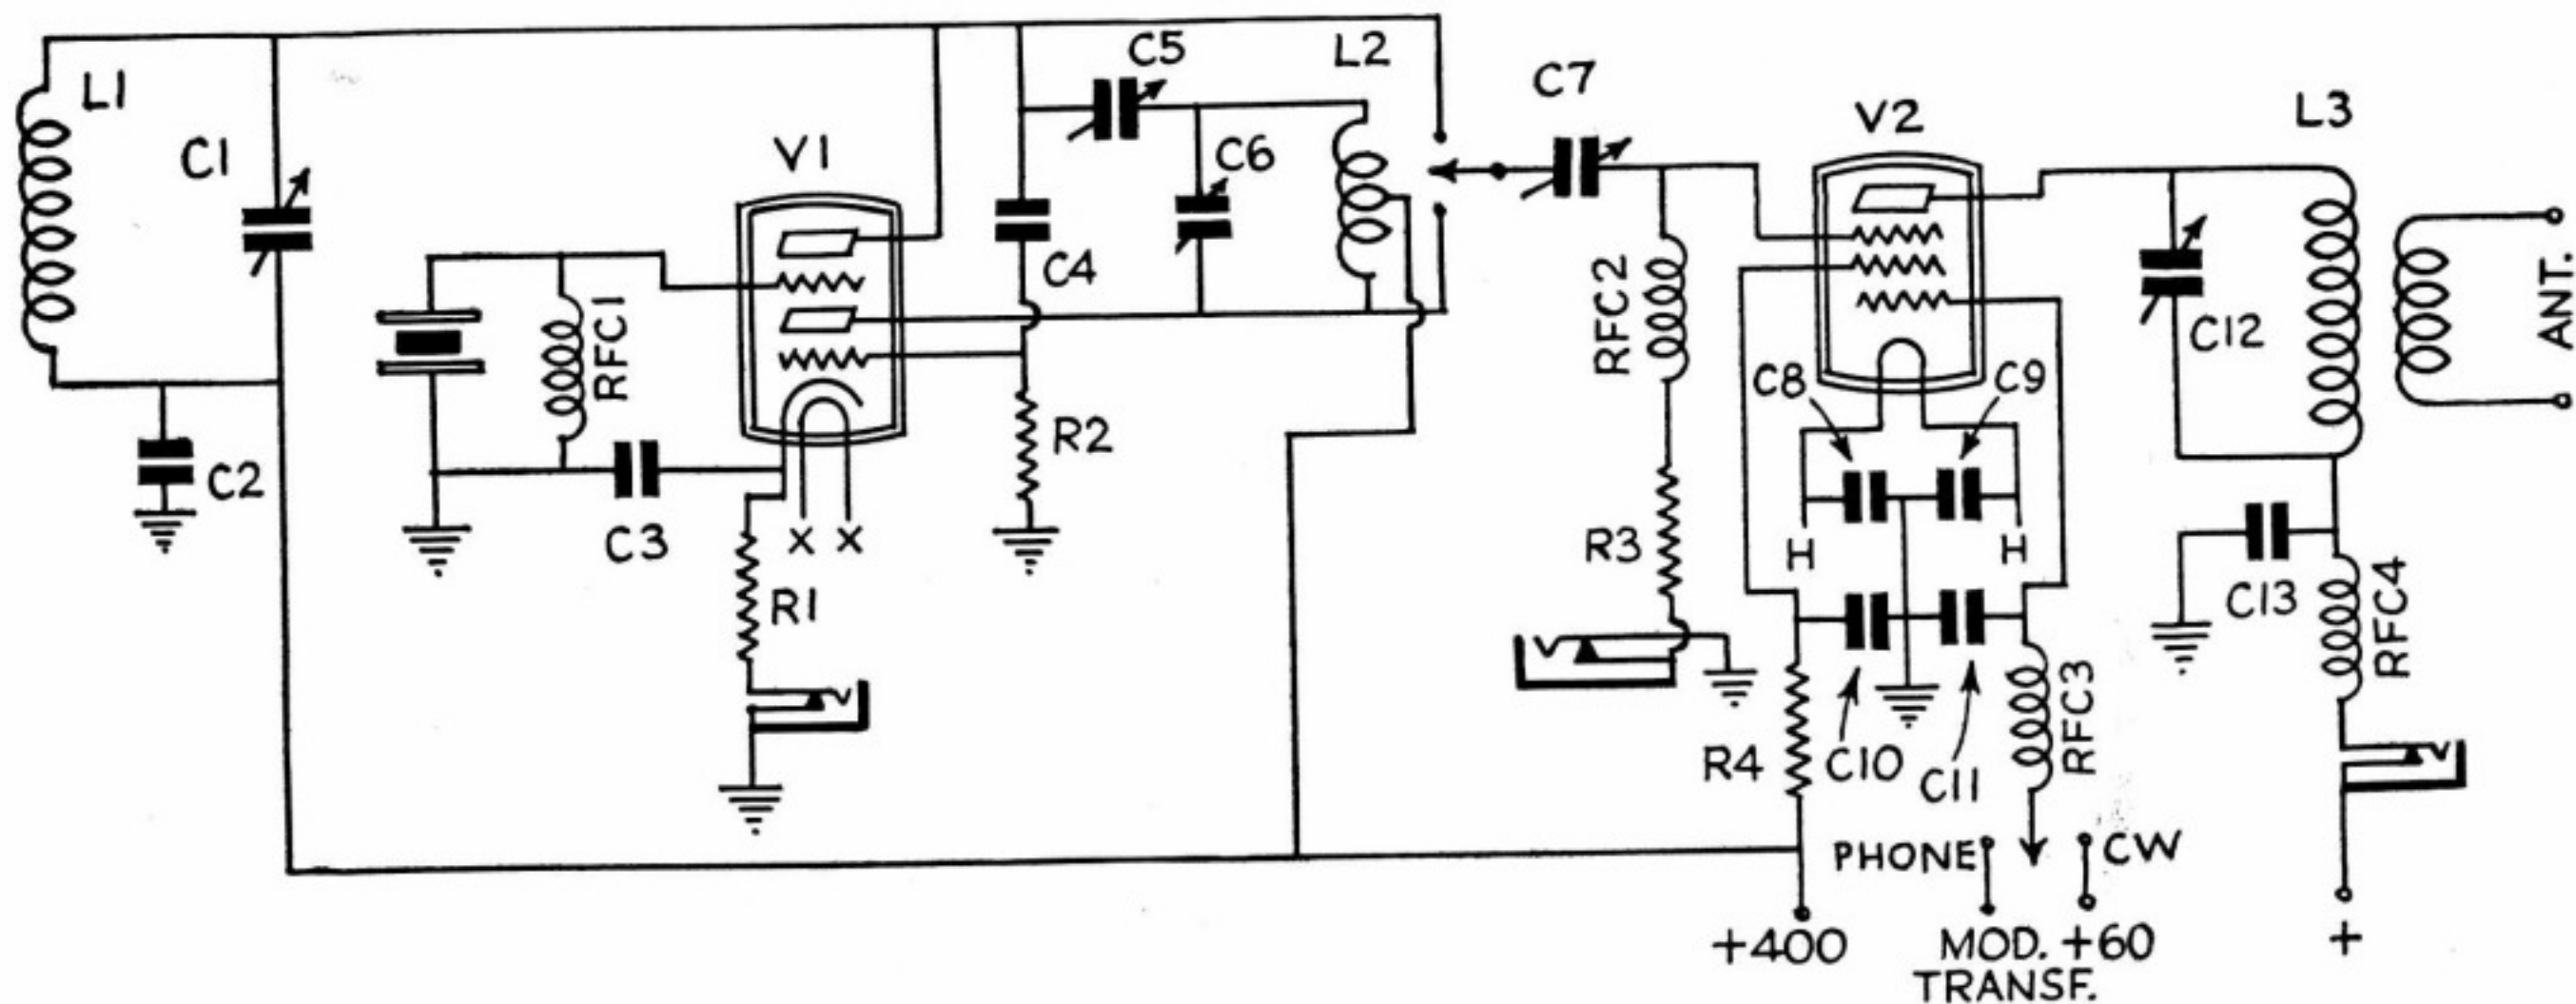 L1
C1
C2
RFC1
C3
V1
X X
R1
C4
R2
C5
C6
L2
C7
RFC2
R3
V2
C8
C9
H H
R4
C10
C11
RFC3
PHONE
CW
+400
MOD.
TRANSF.
+60
C12
L3
ANT.
C13
RFC4
+